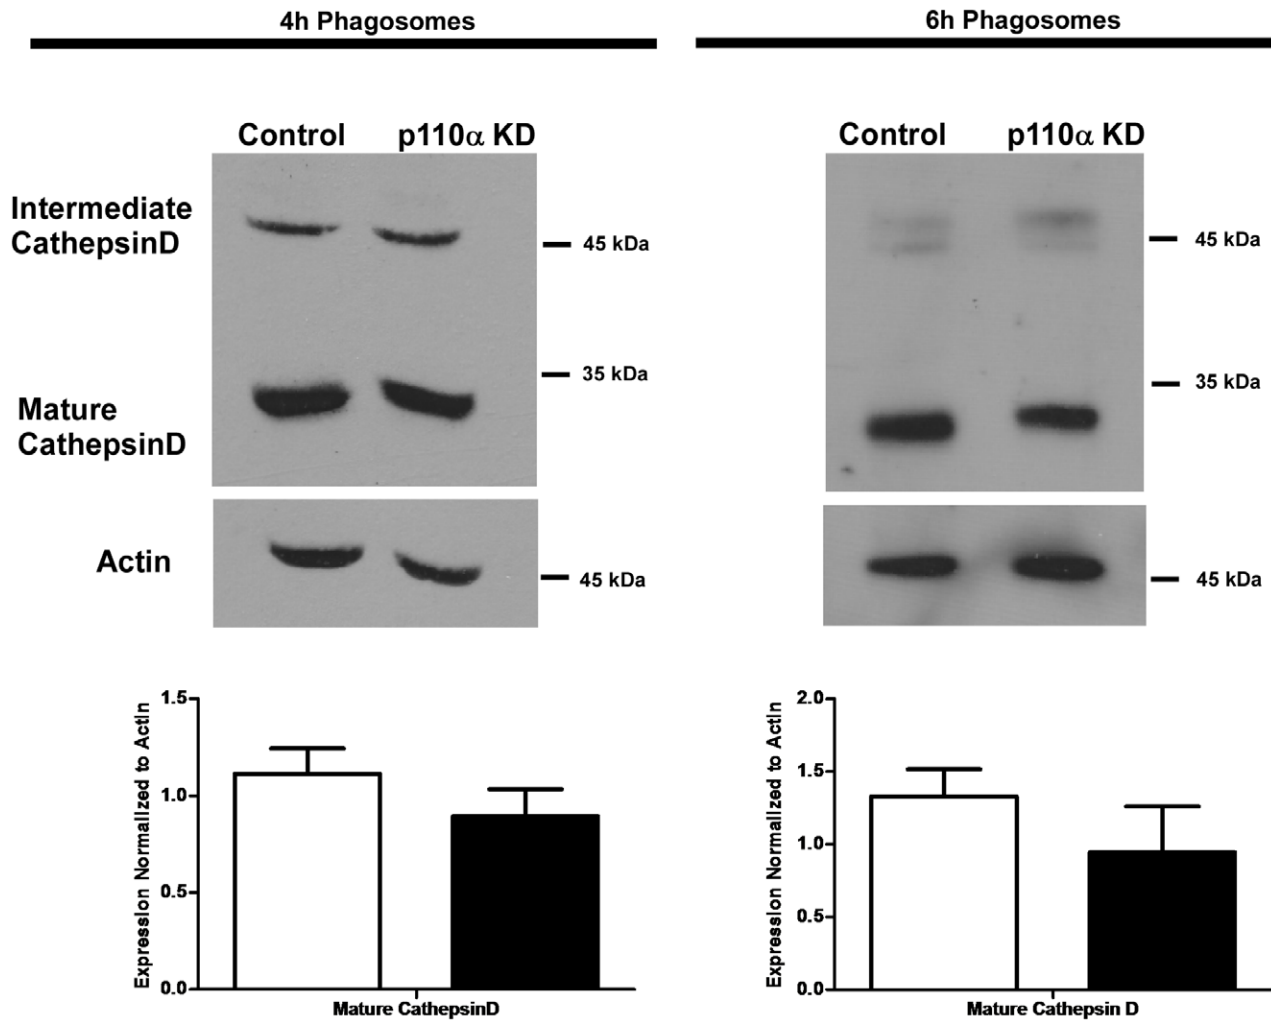 4h Phagosomes
6h Phagosomes
Control p110α KD
Control p110α KD
Intermediate
CathepsinD
45 kDa
45 kDa
35 kDa
35 kDa
Mature
CathepsinD
Actin
45 kDa
45 kDa
Expression Normalized to Actin
1.5
1.0
0.5
0.0
Mature CathepsinD
Expression Normalized to Actin
2.0
1.5
1.0
0.5
0.0
Mature Cathepsin D